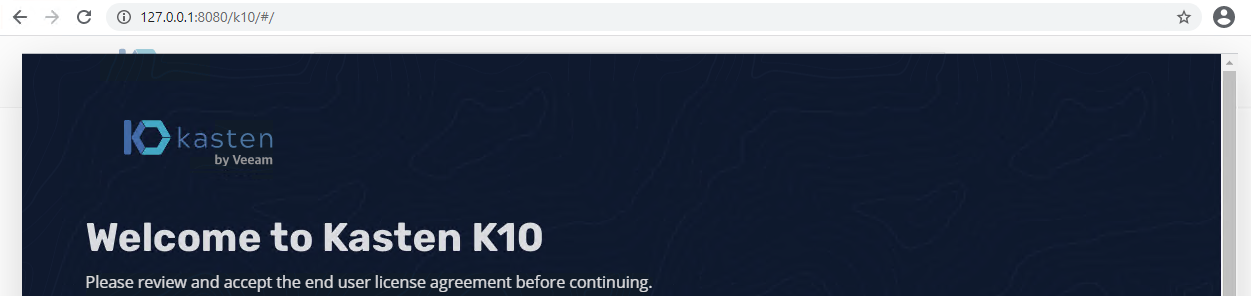 127.0.0.1:8080/k10/#/
kasten
by Veeam
Welcome to Kasten K10
Please review and accept the end user license agreement before continuing.